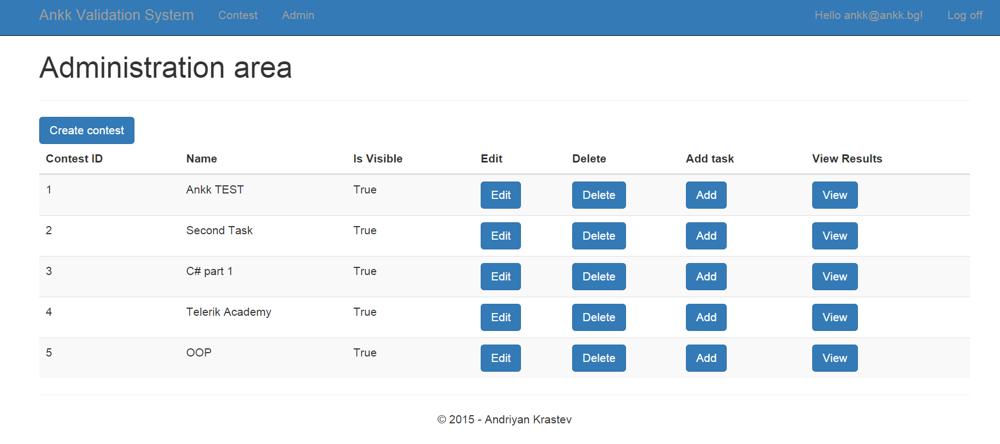 Ankk Validation System Contest Admin Hello ankk@ankk.bg! Log off
Administration area
Create contest
Contest ID Name Is Visible Edit Delete Add task View Results
1 Ankk TEST True Edit Delete Add View
2 Second Task True Edit Delete Add View
3 C# part 1 True Edit Delete Add View
4 Telerik Academy True Edit Delete Add View
5 OOP True Edit Delete Add View
© 2015 - Andriyan Krastev